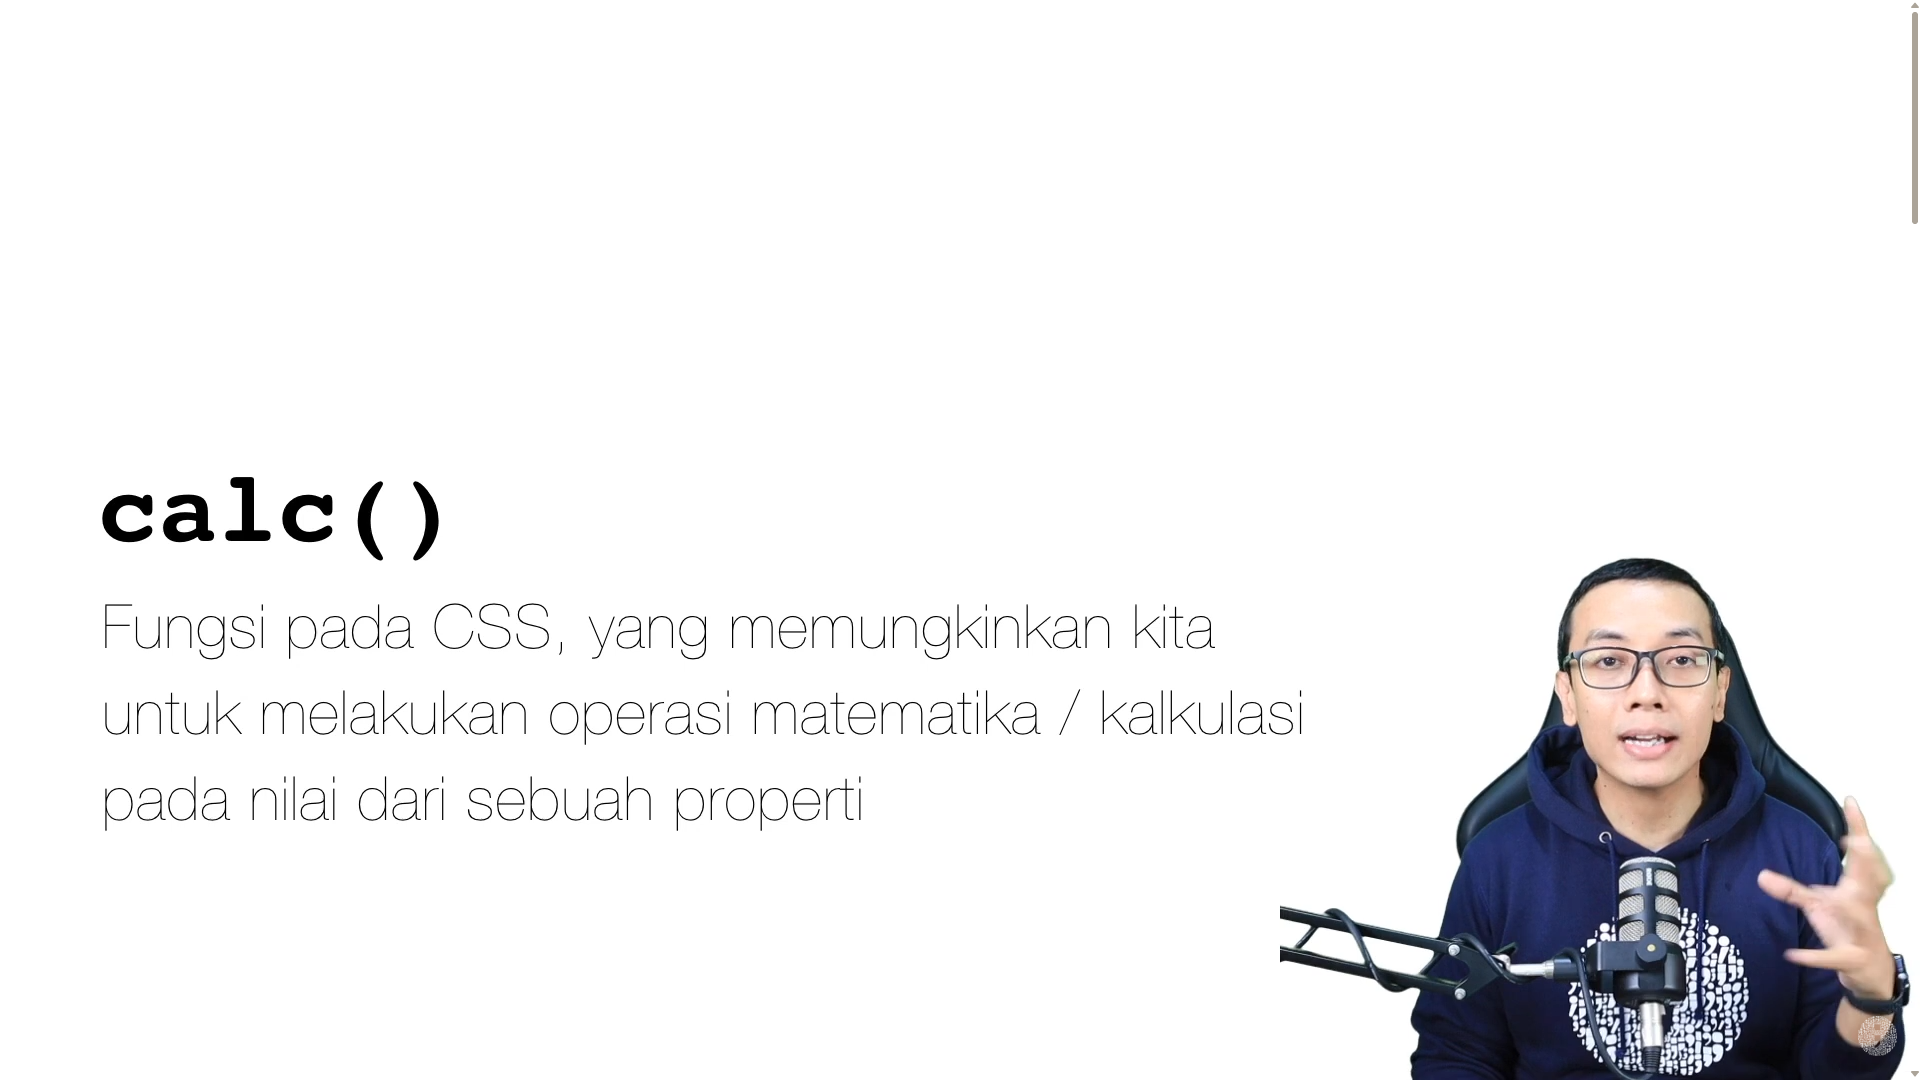 calc()
Fungsi pada CSS, yang memungkinkan kita
untuk melakukan operasi matematika / kalkulasi
pada nilai dari sebuah properti